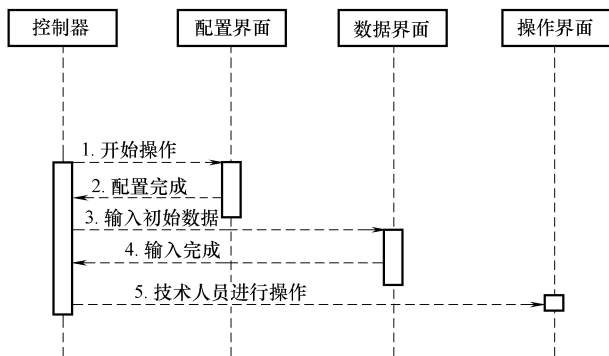 控制器
配置界面
数据界面
操作界面
1. 开始操作
2. 配置完成
3. 输入初始数据
4. 输入完成
5. 技术人员进行操作